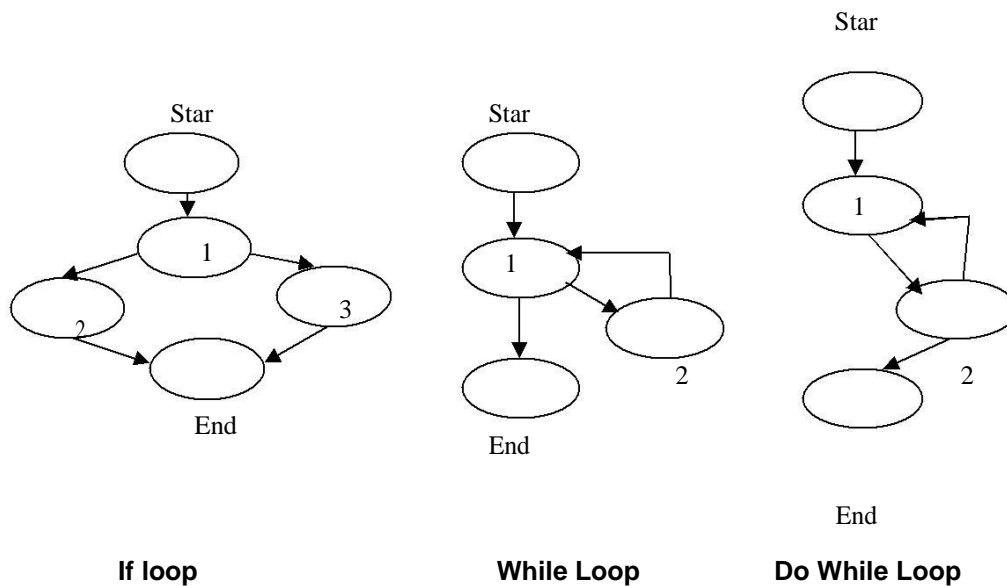 Star
Star
Star
1
2
3
End
1
2
End
1
2
End
If loop
While Loop
Do While Loop